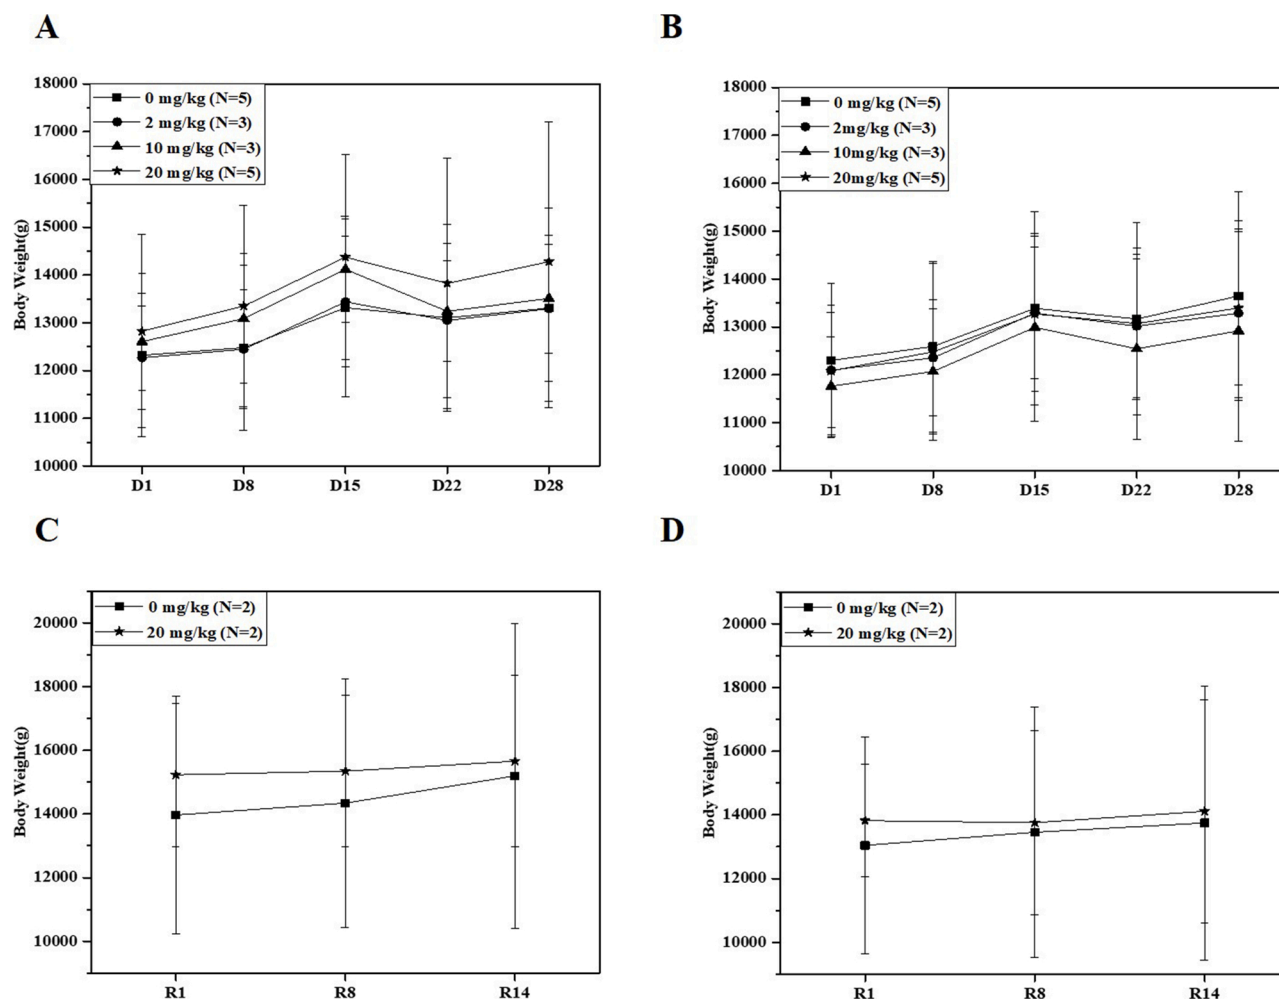 A
18000
17000
16000
15000
14000
13000
12000
11000
10000
Body Weight(g)
0 mg/kg (N=5)
2 mg/kg (N=3)
10 mg/kg (N=3)
20 mg/kg (N=5)
D1 D8 D15 D22 D28
B
18000
17000
16000
15000
14000
13000
12000
11000
10000
Body Weight(g)
0 mg/kg (N=5)
2mg/kg (N=3)
10mg/kg (N=3)
20mg/kg (N=5)
D1 D8 D15 D22 D28
C
20000
18000
16000
14000
12000
10000
Body Weight(g)
0 mg/kg (N=2)
20 mg/kg (N=2)
R1 R8 R14
D
20000
18000
16000
14000
12000
10000
Body Weight(g)
0 mg/kg (N=2)
20 mg/kg (N=2)
R1 R8 R14